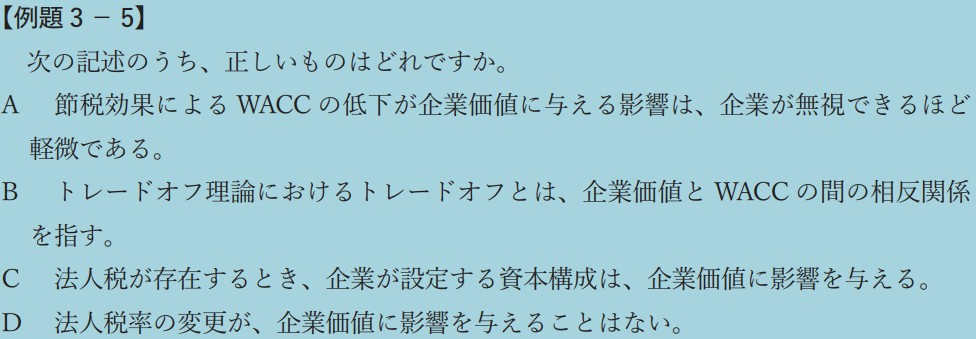 【例題3－5】
次の記述のうち、正しいものはどれですか。
A　節税効果による WACC の低下が企業価値に与える影響は、企業が無視できるほど
軽微である。
B　トレードオフ理論におけるトレードオフとは、企業価値と WACC の間の相反関係
を指す。
C　法人税が存在するとき、企業が設定する資本構成は、企業価値に影響を与える。
D　法人税率の変更が、企業価値に影響を与えることはない。